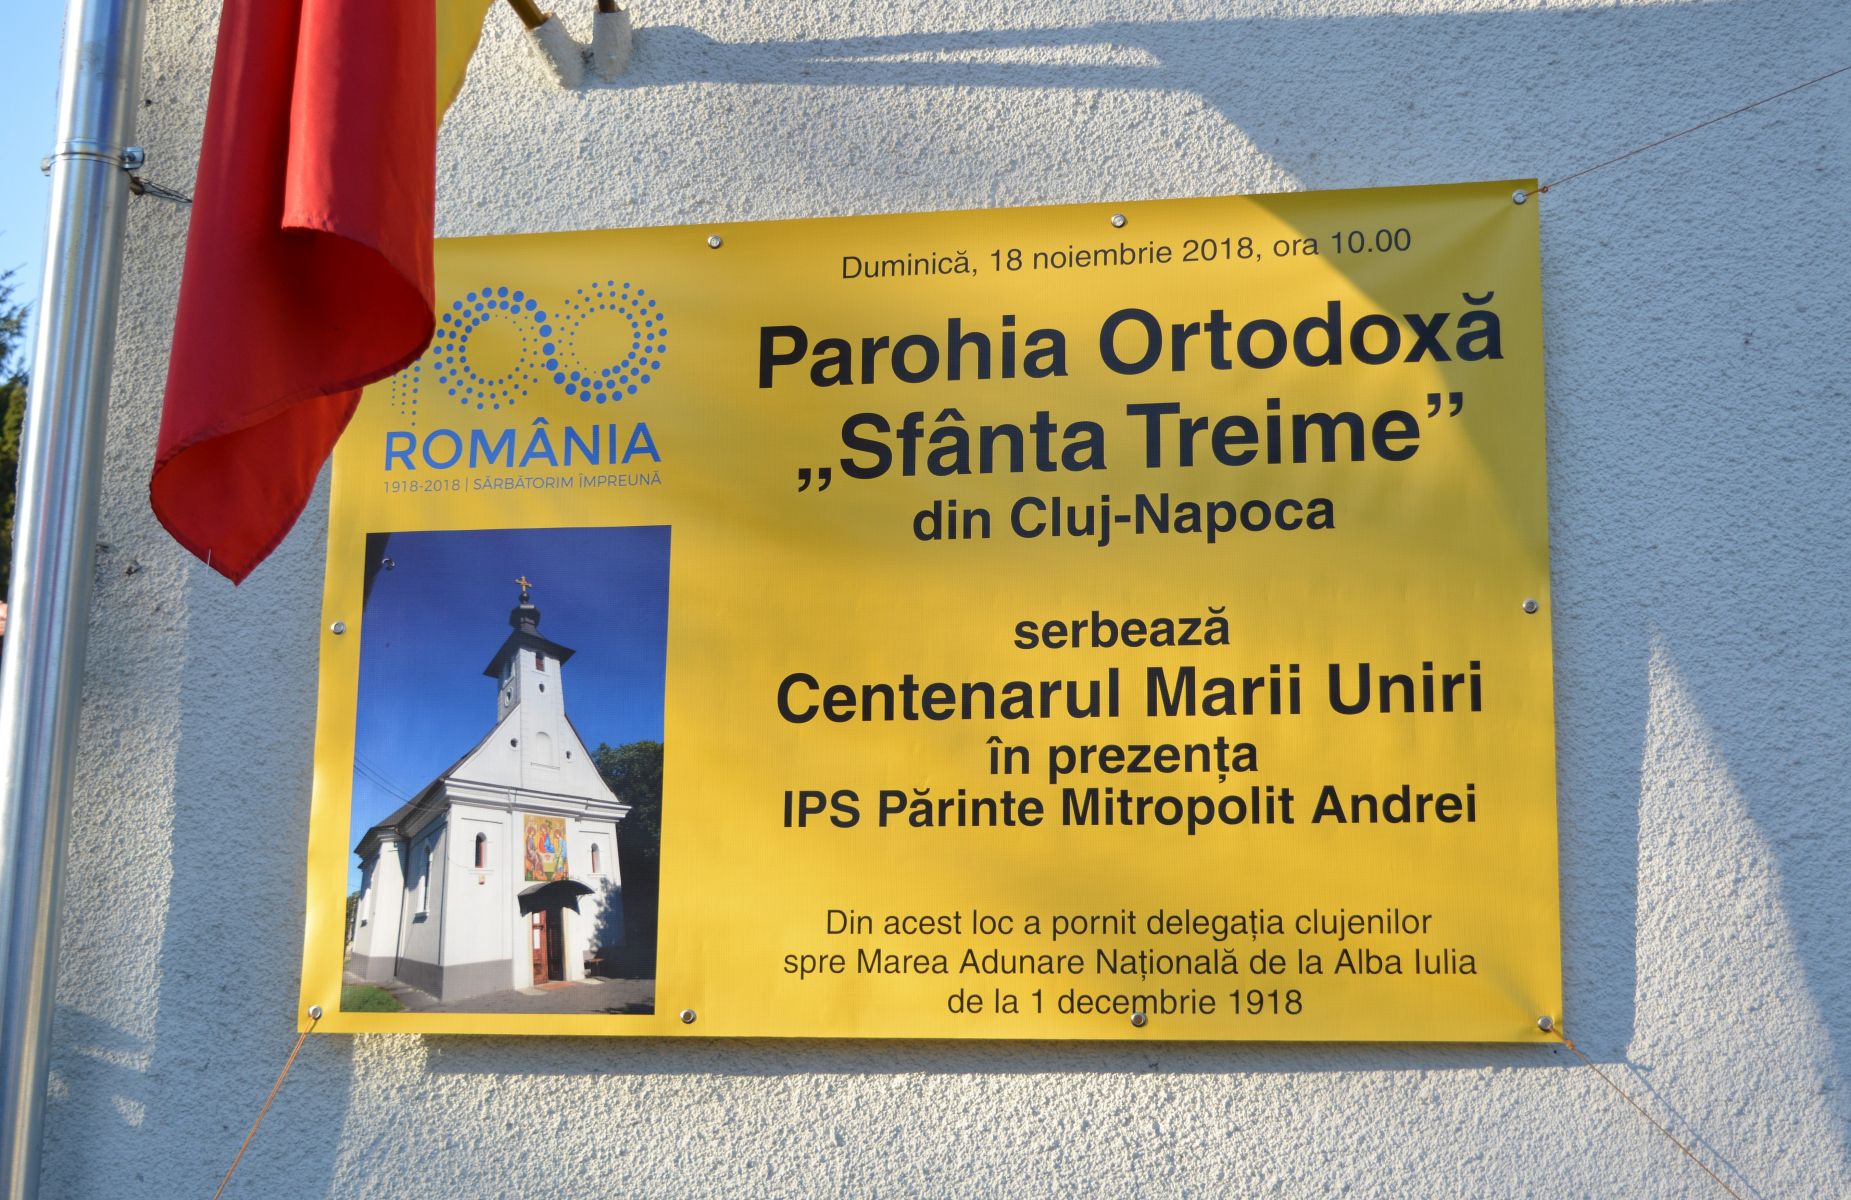 Duminică, 18 noiembrie 2018, ora 10.00
Parohia Ortodoxă
„Sfânta Treime”
din Cluj-Napoca
serbează
Centenarul Marii Uniri
în prezența
IPS Părinte Mitropolit Andrei
Din acest loc a pornit delegația clujenilor
spre Marea Adunare Națională de la Alba Iulia
de la 1 decembrie 1918
100
ROMÂNIA
1918-2018 | SĂRBĂTORIM ÎMPREUNĂ